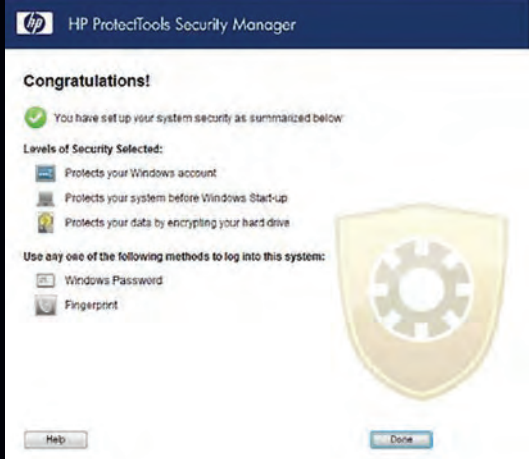 hp HP ProtectTools Security Manager
Congratulations!
You have set up your system security as summarized below:
Levels of Security Selected:
Protects your Windows account
Protects your system before Windows Start-up
Protects your data by encrypting your hard drive
Use any one of the following methods to log into this system:
Windows Password
Fingerprint
Help
Done